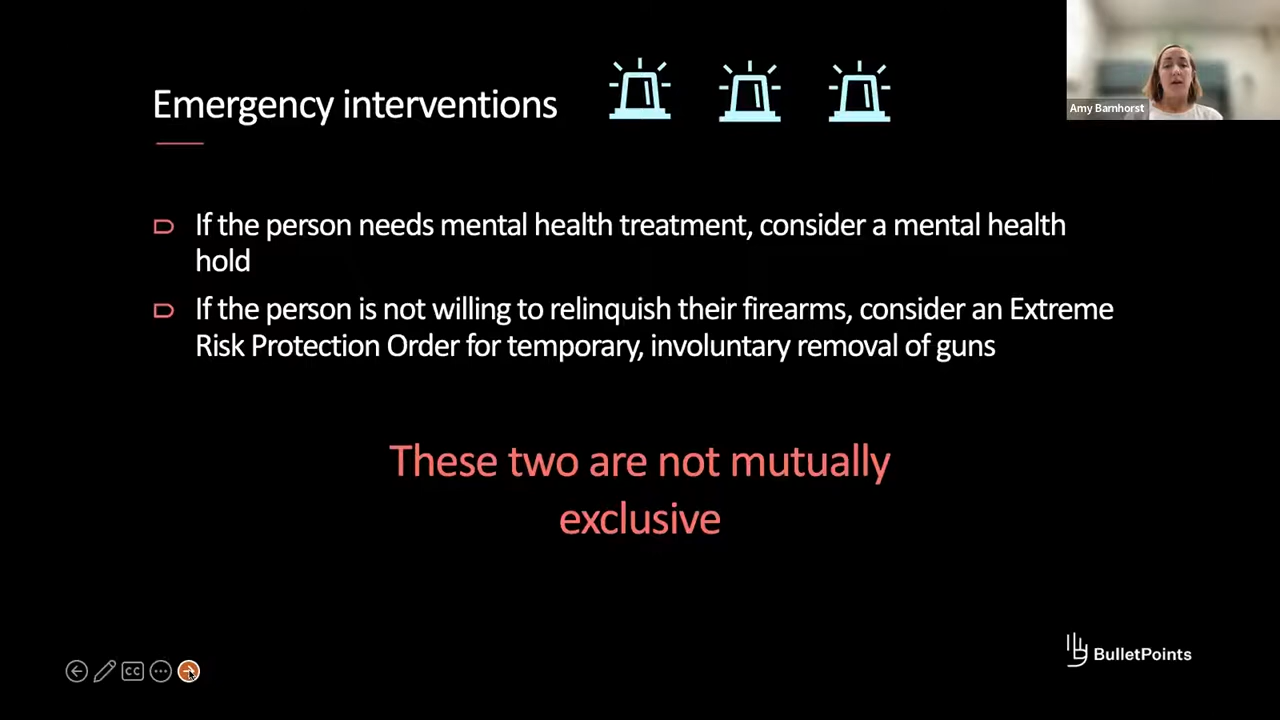 Emergency interventions
Amy Barnhorst
If the person needs mental health treatment, consider a mental health
hold
If the person is not willing to relinquish their firearms, consider an Extreme
Risk Protection Order for temporary, involuntary removal of guns
These two are not mutually
exclusive
CC
BulletPoints